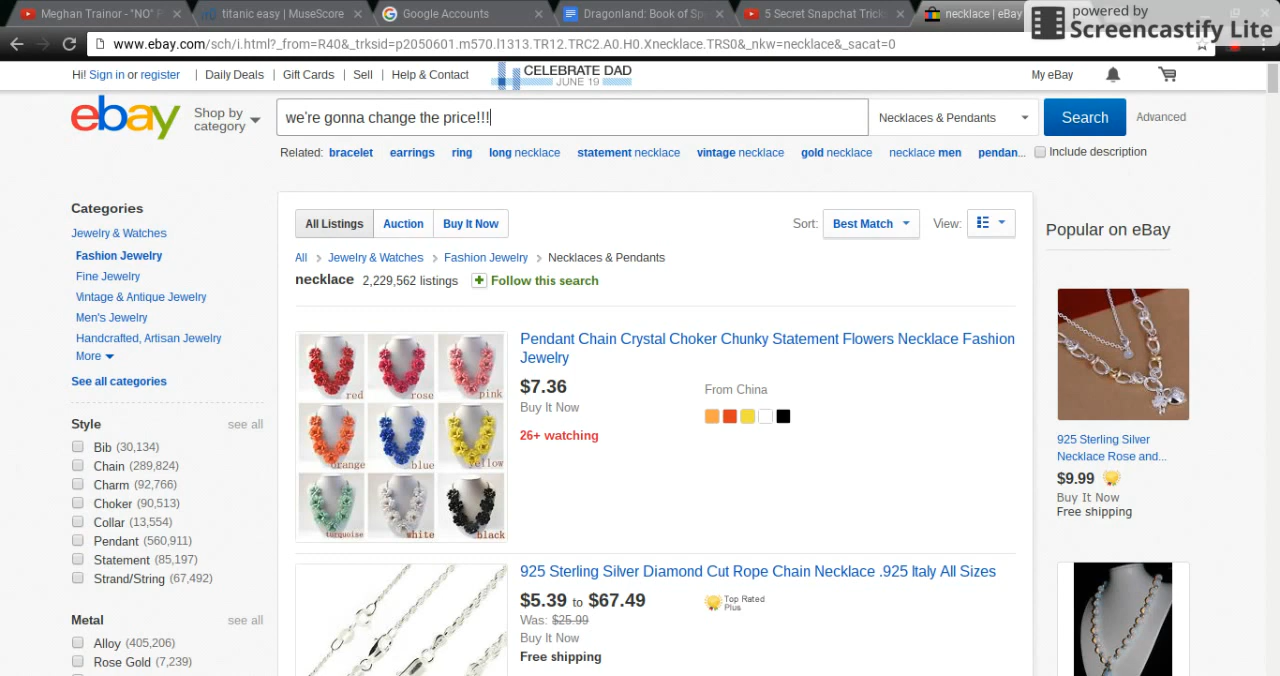 Meghan Trainor - "NO" P
titanic easy | MuseScore
Google Accounts
Dragonland: Book of Sp
5 Secret Snapchat Trick
necklace | eBay
powered by
Screencastify Lite
www.ebay.com/sch/i.html?_from=R40&_trksid=p2050601.m570.l1313.TR12.TRC2.A0.H0.Xnecklace.TRS0&_nkw=necklace&_sacat=0
Hi! Sign in or register | Daily Deals | Gift Cards | Sell | Help & Contact
CELEBRATE DAD
JUNE 19
My eBay
ebay
Shop by
category
we're gonna change the price!!!
Necklaces & Pendants
Search
Advanced
Related: bracelet earrings ring long necklace statement necklace vintage necklace gold necklace necklace men pendan...
Include description
Categories
Jewelry & Watches
Fashion Jewelry
Fine Jewelry
Vintage & Antique Jewelry
Men's Jewelry
Handcrafted, Artisan Jewelry
More
See all categories
Style see all
Bib (30,134)
Chain (289,824)
Charm (92,766)
Choker (90,513)
Collar (13,554)
Pendant (560,911)
Statement (85,197)
Strand/String (67,492)
Metal see all
Alloy (405,206)
Rose Gold (7,239)
All Listings Auction Buy It Now
Sort: Best Match View:
All > Jewelry & Watches > Fashion Jewelry > Necklaces & Pendants
necklace 2,229,562 listings Follow this search
red rose pink
orange blue yellow
turquoise white black
Pendant Chain Crystal Choker Chunky Statement Flowers Necklace Fashion
Jewelry
$7.36
From China
Buy It Now
26+ watching
925 Sterling Silver Diamond Cut Rope Chain Necklace .925 Italy All Sizes
$5.39 to $67.49
Top Rated
Plus
Was: $25.99
Buy It Now
Free shipping
Popular on eBay
925 Sterling Silver
Necklace Rose and...
$9.99
Buy It Now
Free shipping